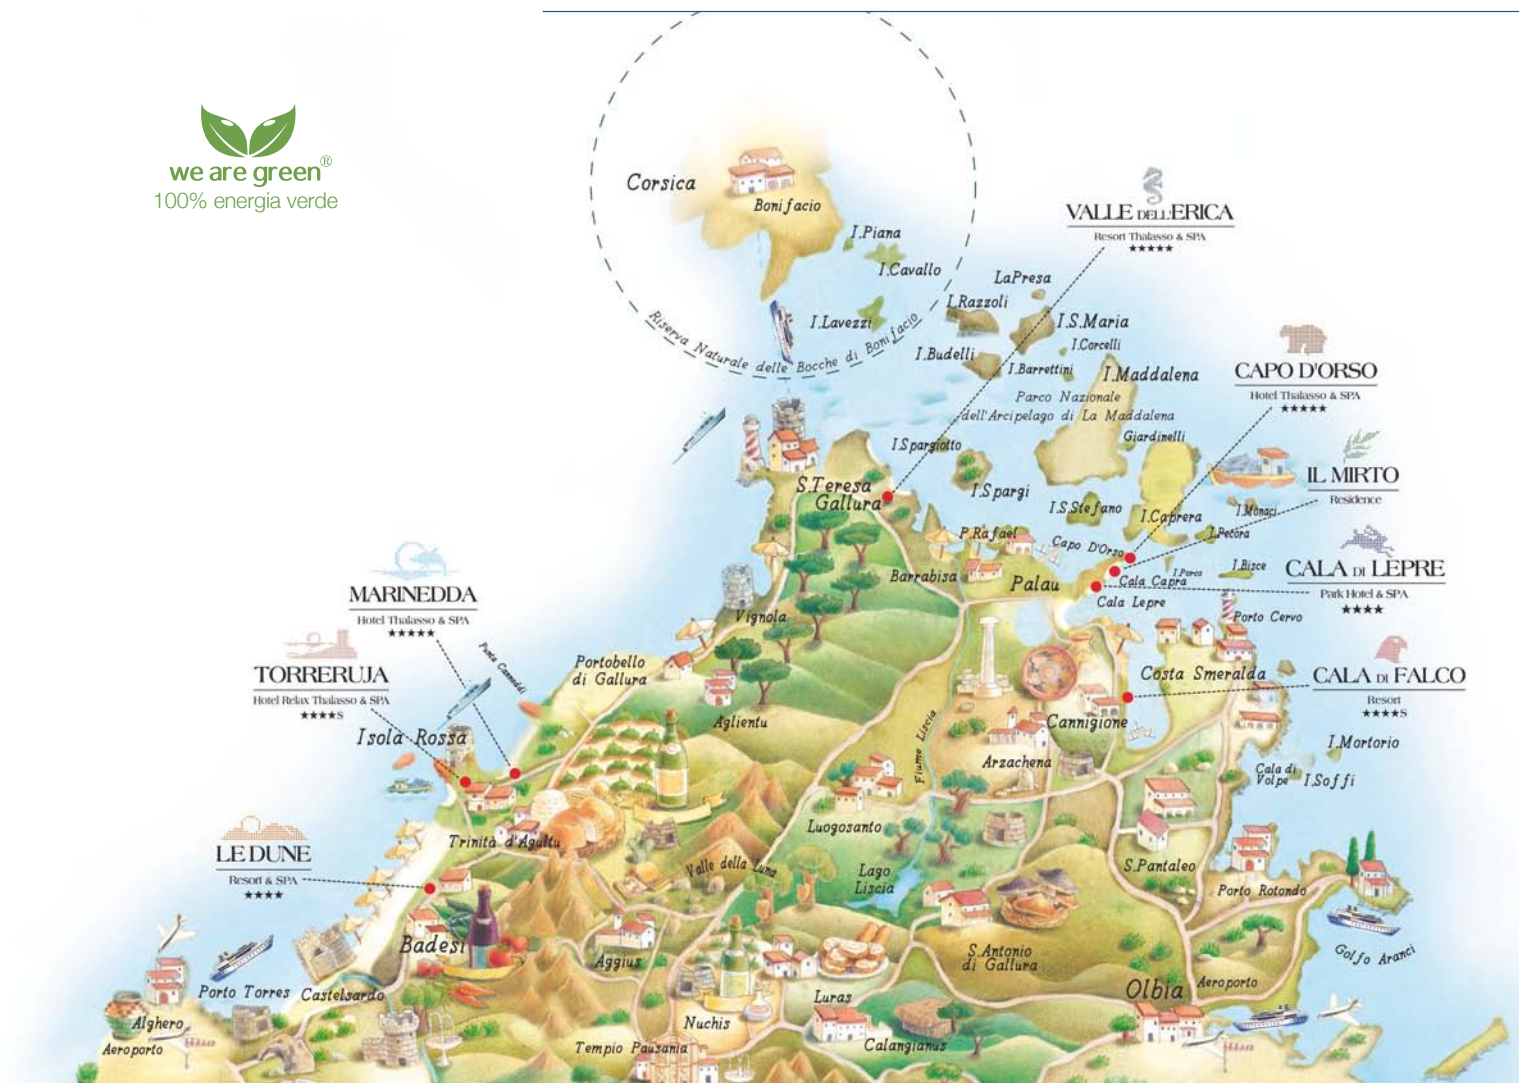 we are green®
100% energia verde
Corsica
Bonifacio
I.Piana
I.Cavallo
I.Lavezzi
Riserva Naturale delle Bocche di Bonifacio
VALLE DELL'ERICA
Resort Thalasso & SPA
★★★★★
LaPresa
I.Razzoli
I.S.Maria
I.Corcelli
I.Budelli
I.Barrettini
I.Maddalena
Parco Nazionale
dell'Arcipelago di La Maddalena
Giardinelli
I.Spargiotto
I.Spargi
I.S.Stefano
I.Caprera
I.Monaci
I.Pecora
I.Porco
I.Bisce
CAPO D'ORSO
Hotel Thalasso & SPA
★★★★★
IL MIRTO
Residence
CALA DI LEPRE
Park Hotel & SPA
★★★★
CALA DI FALCO
Resort
★★★★S
S.Teresa
Gallura
P.Rafael
Capo D'Orso
Barrabisa
Palau
Cala Capra
Cala Lepre
Porto Cervo
Costa Smeralda
Cannigione
MARINEDDA
Hotel Thalasso & SPA
★★★★★
TORRERUJA
Hotel Relax Thalasso & SPA
★★★★S
Vignola
Portobello
di Gallura
Aglientu
Isola Rossa
Fiume Liscia
Arzachena
I.Mortorio
Cala di
Volpe
I.Soffi
LE DUNE
Resort & SPA
★★★★
Trinità d'Agultu
Luogosanto
Valle della Luna
Lago
Liscia
S.Pantaleo
Porto Rotondo
Badesi
Aggius
S.Antonio
di Gallura
Golfo Aranci
Porto Torres
Castelsardo
Luras
Olbia
Aeroporto
Alghero
Aeroporto
Nuchis
Tempio Pausania
Calangianus